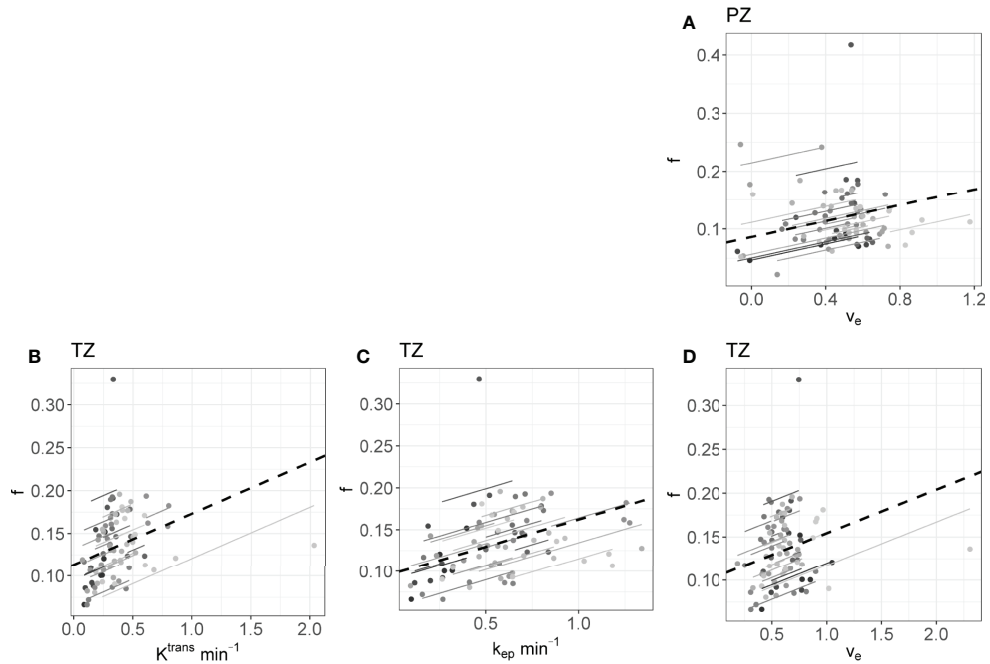 A PZ
0.4
0.3
f
0.2
0.1
0.0 0.4 0.8 1.2
vₑ
B TZ
0.30
0.25
f
0.20
0.15
0.10
0.0 0.5 1.0 1.5 2.0
Kᵗʳᵃⁿˢ min⁻¹
C TZ
0.30
0.25
f
0.20
0.15
0.10
0.5 1.0
kₑₚ min⁻¹
D TZ
0.30
0.25
f
0.20
0.15
0.10
0.5 1.0 1.5 2.0
vₑ